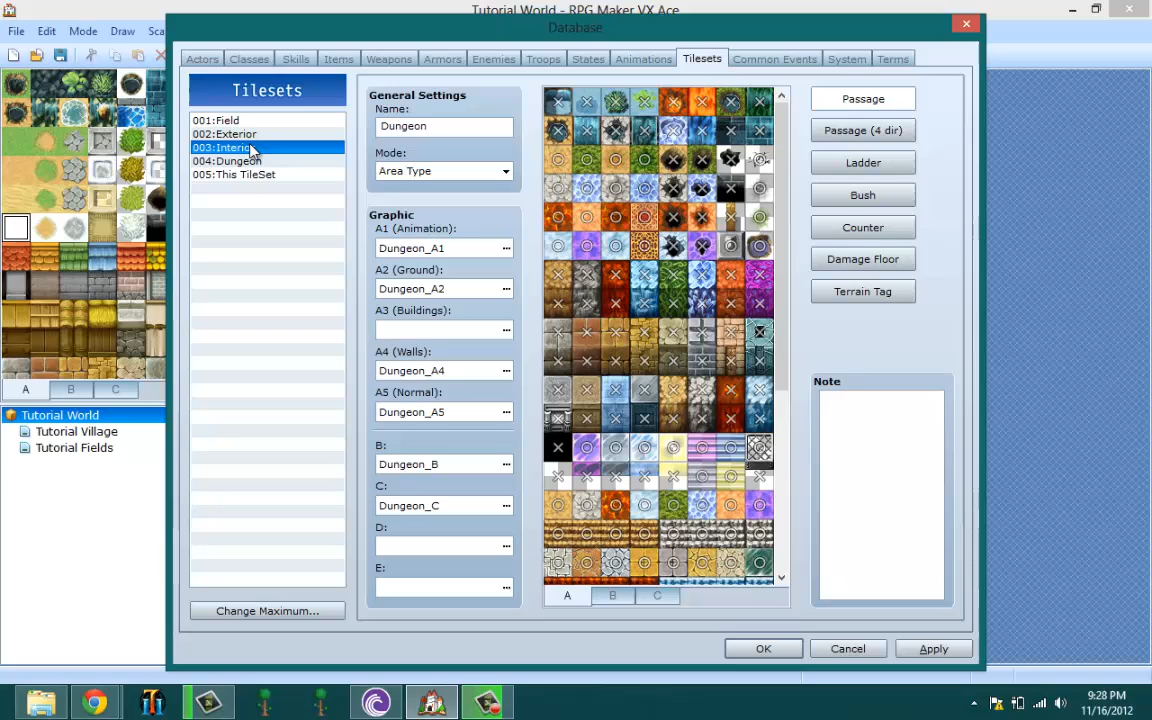 Tutorial World - RPG Maker VX Ace
File Edit Mode Draw Sca
Database
Actors Classes Skills Items Weapons Armors Enemies Troops States Animations Tilesets Common Events System Terms
Tilesets
001:Field
002:Exterior
003:Interior
004:Dungeon
005:This TileSet
Change Maximum...
General Settings
Name:
Dungeon
Mode:
Area Type
Graphic
A1 (Animation):
Dungeon_A1 ...
A2 (Ground):
Dungeon_A2 ...
A3 (Buildings):
...
A4 (Walls):
Dungeon_A4 ...
A5 (Normal):
Dungeon_A5 ...
B:
Dungeon_B ...
C:
Dungeon_C ...
D:
...
E:
...
A B C
Passage
Passage (4 dir)
Ladder
Bush
Counter
Damage Floor
Terrain Tag
Note
OK Cancel Apply
A B C
Tutorial World
Tutorial Village
Tutorial Fields
9:28 PM
11/16/2012